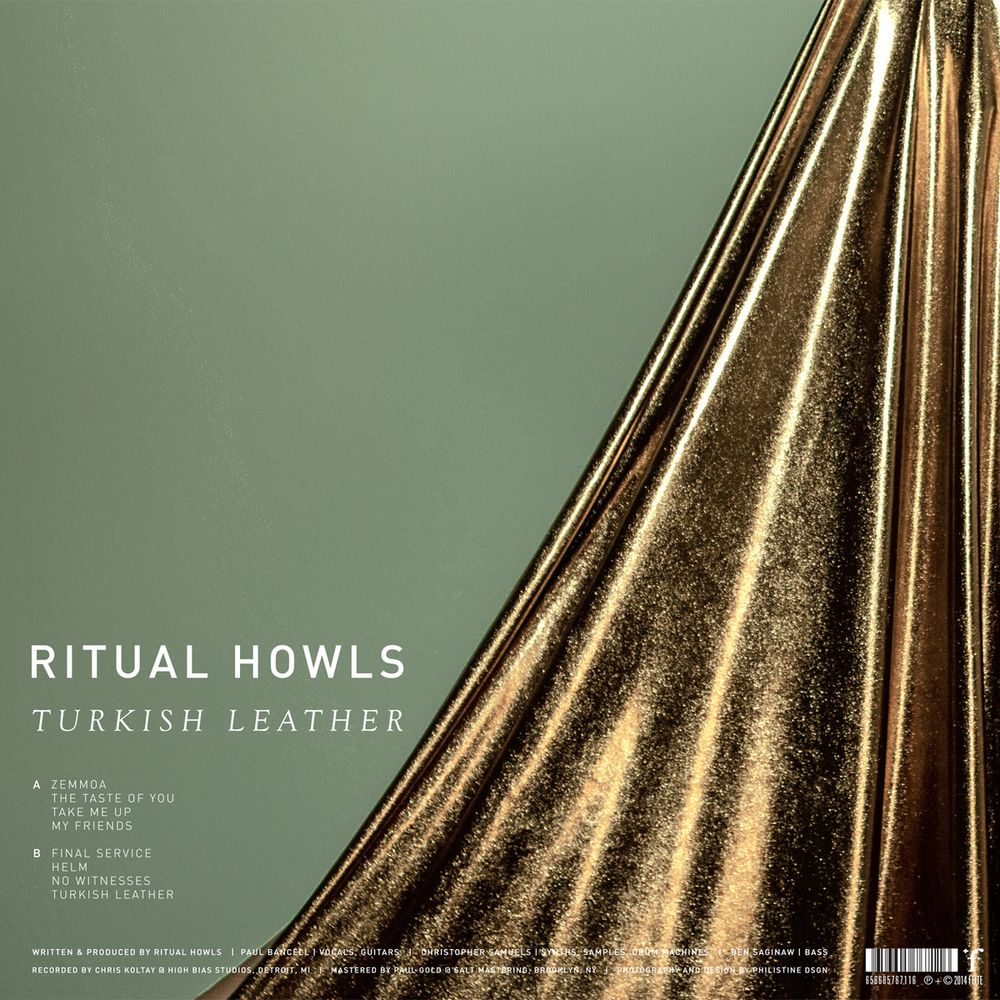 RITUAL HOWLS
TURKISH LEATHER
A ZEMMOA
THE TASTE OF YOU
TAKE ME UP
MY FRIENDS
B FINAL SERVICE
HELM
NO WITNESSES
TURKISH LEATHER
WRITTEN & PRODUCED BY RITUAL HOWLS | PAUL BANCELL | VOCALS, GUITARS | CHRISTOPHER SAMUELS | SYNTHS, SAMPLES, DRUM MACHINES | BEN SAGINAW | BASS
RECORDED BY CHRIS KOLTAY @ HIGH BIAS STUDIOS, DETROIT, MI | MASTERED BY PAUL GOLD @ SALT MASTERING, BROOKLYN, NY | PHOTOGRAPHY AND DESIGN BY PHILISTINE DSGN
f
656605767116 ℗ + © 2014 FELTE